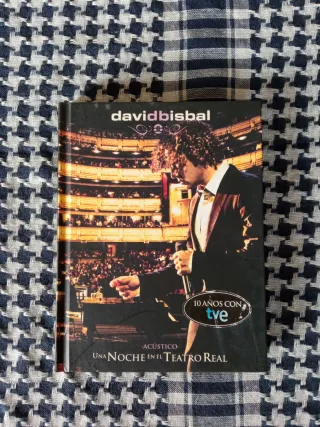 davidbisbal
10 AÑOS CON
tve
ACÚSTICO
UNA NOCHE EN EL TEATRO REAL